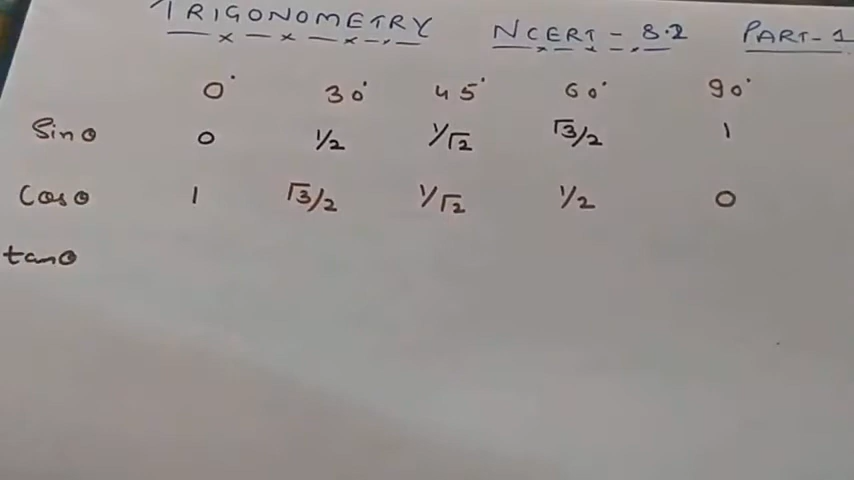 TRIGONOMETRY NCERT - 8.2 PART-1
0° 30° 45° 60° 90°
Sinθ 0 1/2 1/√2 √3/2 1
Cosθ 1 √3/2 1/√2 1/2 0
tanθ